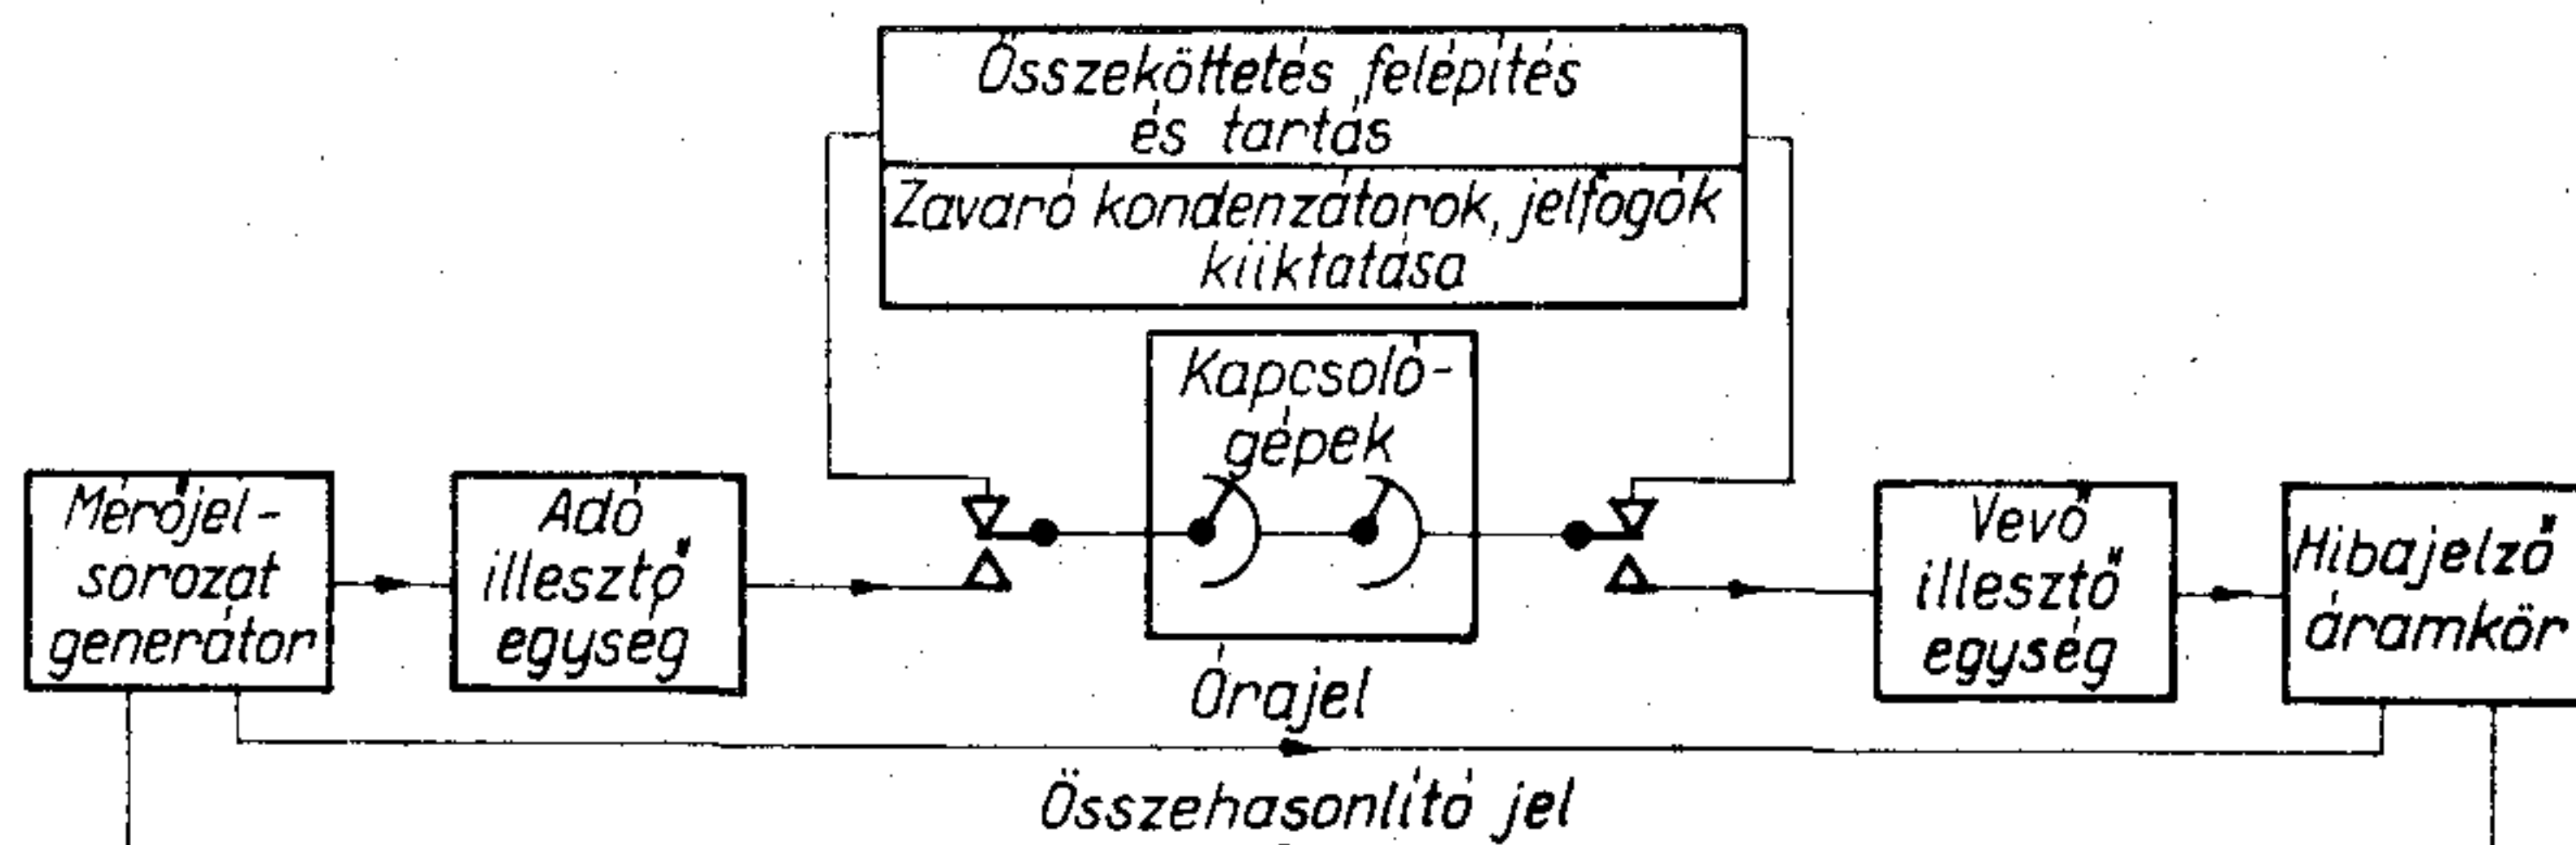 Összeköttetés felépítés
és tartás
Zavaró kondenzátorok, jelfogók
kiiktatása
Kapcsoló-
gépek
Mérőjel-
sorozat
generátor
Adó
illesztő
egység
Vevő
illesztő
egység
Hibajelző
áramkör
Órajel
Összehasonlító jel